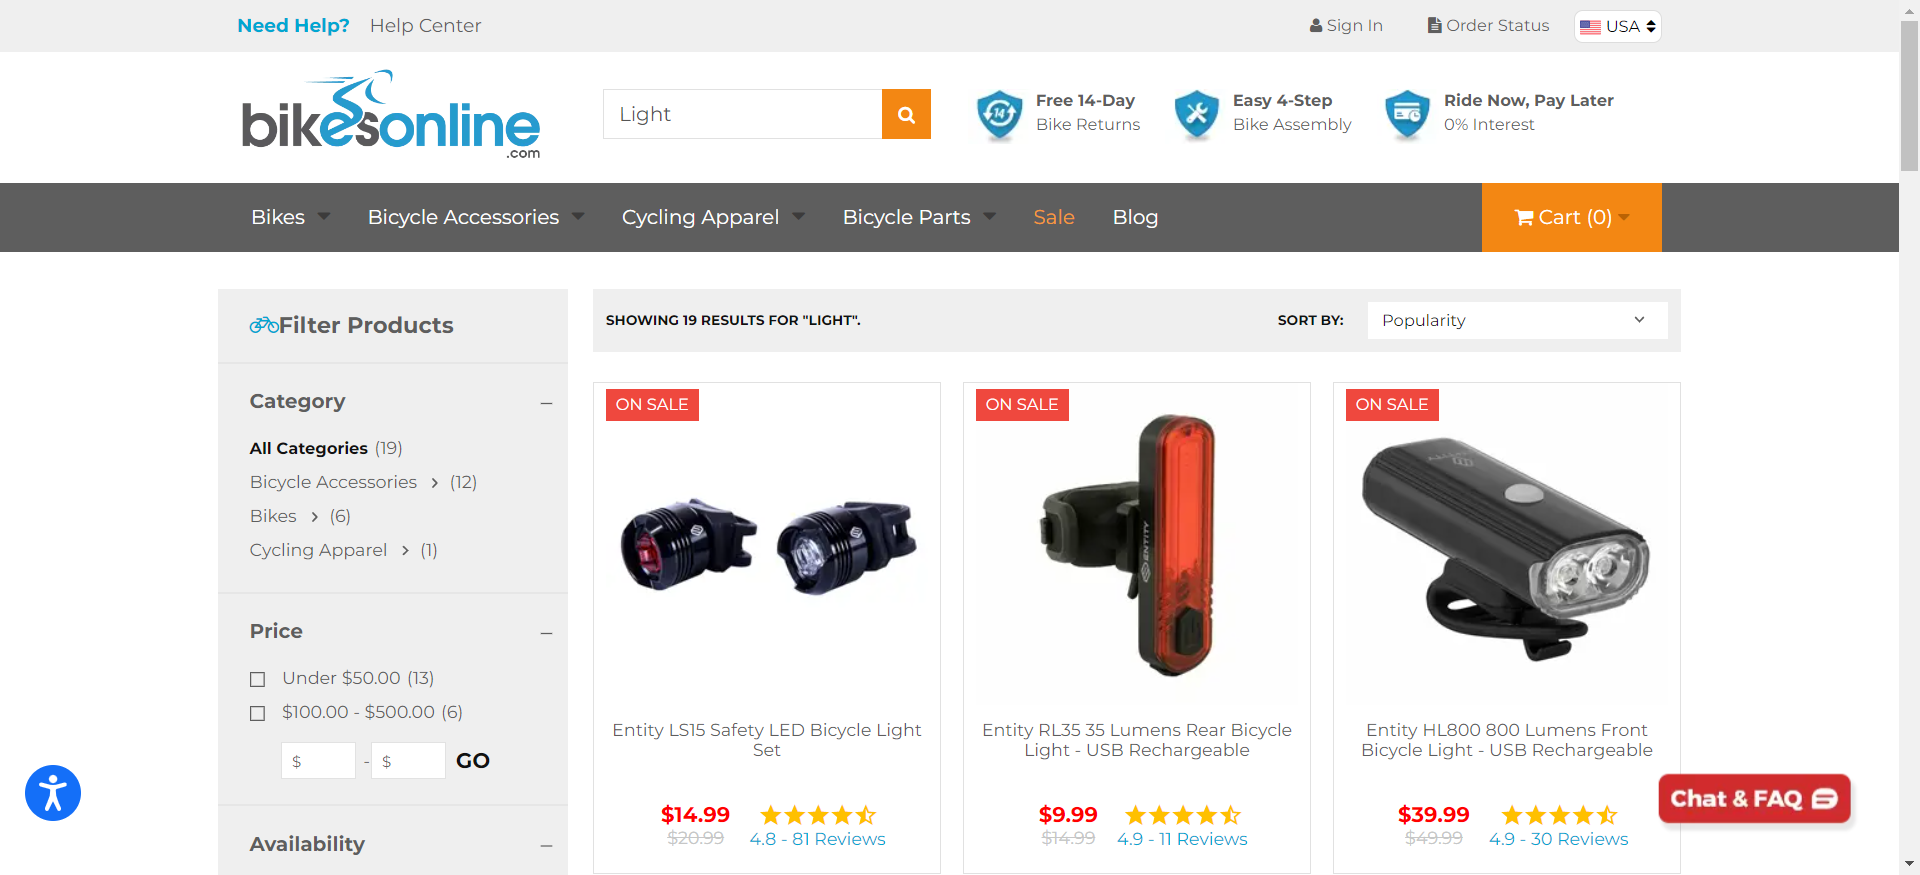 Need Help? Help Center
Sign In Order Status USA
bikesonline
.com
Light
Free 14-Day
Bike Returns
14
Easy 4-Step
Bike Assembly
Ride Now, Pay Later
0% Interest
Bikes Bicycle Accessories Cycling Apparel Bicycle Parts Sale Blog
Cart (0)
Filter Products
Category –
All Categories (19)
Bicycle Accessories > (12)
Bikes > (6)
Cycling Apparel > (1)
Price –
Under $50.00 (13)
$100.00 - $500.00 (6)
$ - $ GO
Availability –
SHOWING 19 RESULTS FOR "LIGHT".
SORT BY: Popularity
ON SALE
Entity LS15 Safety LED Bicycle Light
Set
$14.99
$20.99
4.8 - 81 Reviews
ON SALE
ENTITY
Entity RL35 35 Lumens Rear Bicycle
Light - USB Rechargeable
$9.99
$14.99
4.9 - 11 Reviews
ON SALE
Entity HL800 800 Lumens Front
Bicycle Light - USB Rechargeable
$39.99
$49.99
4.9 - 30 Reviews
Chat & FAQ